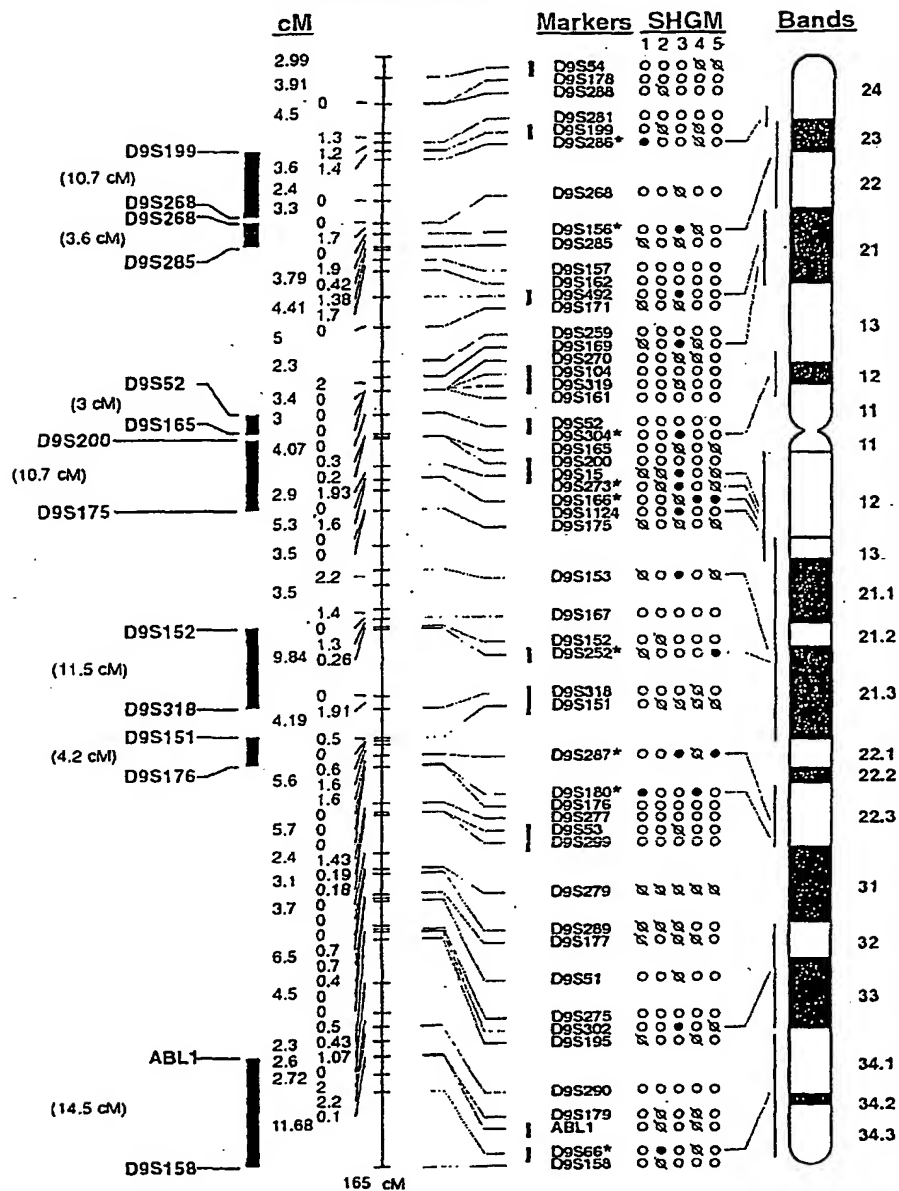 cM
Markers SHGM Bands
1 2 3 4 5
2.99
3.91
4.5 0
1.3
1.2
3.6 1.4
2.4
3.3 0
0
1.7
0
1.9
3.79 0.42
4.41 1.38
1.7
5 0
2.3
2
3.4 0
3 0
0
4.07 0
0.3
0.2
2.9 1.93
0
5.3 1.6
0
3.5 0
2.2
3.5
1.4
0
1.3
9.84 0.26
0
4.19 1.91
0.5
0
0.6
5.6 1.6
1.6
0
5.7 0
0
2.4 1.43
3.1 0.19
0.18
3.7 0
0
0
6.5 0.7
0.7
0.4
4.5 0
0
0.5
2.3 0.43
2.6 1.07
2.72 0
2
2.2
11.68 0.1
165 cM
D9S199
(10.7 cM)
D9S268
D9S268
(3.6 cM)
D9S285
D9S52
(3 cM)
D9S165
D9S200
(10.7 cM)
D9S175
D9S152
(11.5 cM)
D9S318
D9S151
(4.2 cM)
D9S176
ABL1
(14.5 cM)
D9S158
D9S54
D9S178
D9S288
D9S281
D9S199
D9S286*
D9S268
D9S156*
D9S285
D9S157
D9S162
D9S492
D9S171
D9S259
D9S169
D9S270
D9S104
D9S319
D9S161
D9S52
D9S304*
D9S165
D9S200
D9S15
D9S273*
D9S166*
D9S1124
D9S175
D9S153
D9S167
D9S152
D9S252*
D9S318
D9S151
D9S287*
D9S180*
D9S176
D9S277
D9S53
D9S299
D9S279
D9S289
D9S177
D9S51
D9S275
D9S302
D9S195
D9S290
D9S179
ABL1
D9S66*
D9S158
24
23
22
21
13
12
11
11
12
13
21.1
21.2
21.3
22.1
22.2
22.3
31
32
33
34.1
34.2
34.3